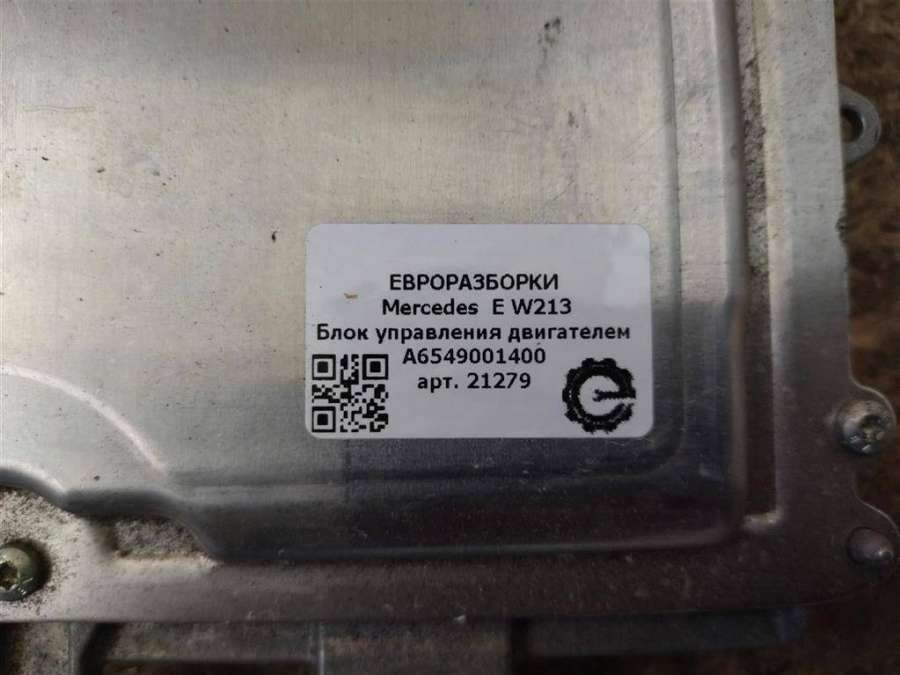 ЕВРОРАЗБОРКИ
Mercedes E W213
Блок управления двигателем
A6549001400
арт. 21279